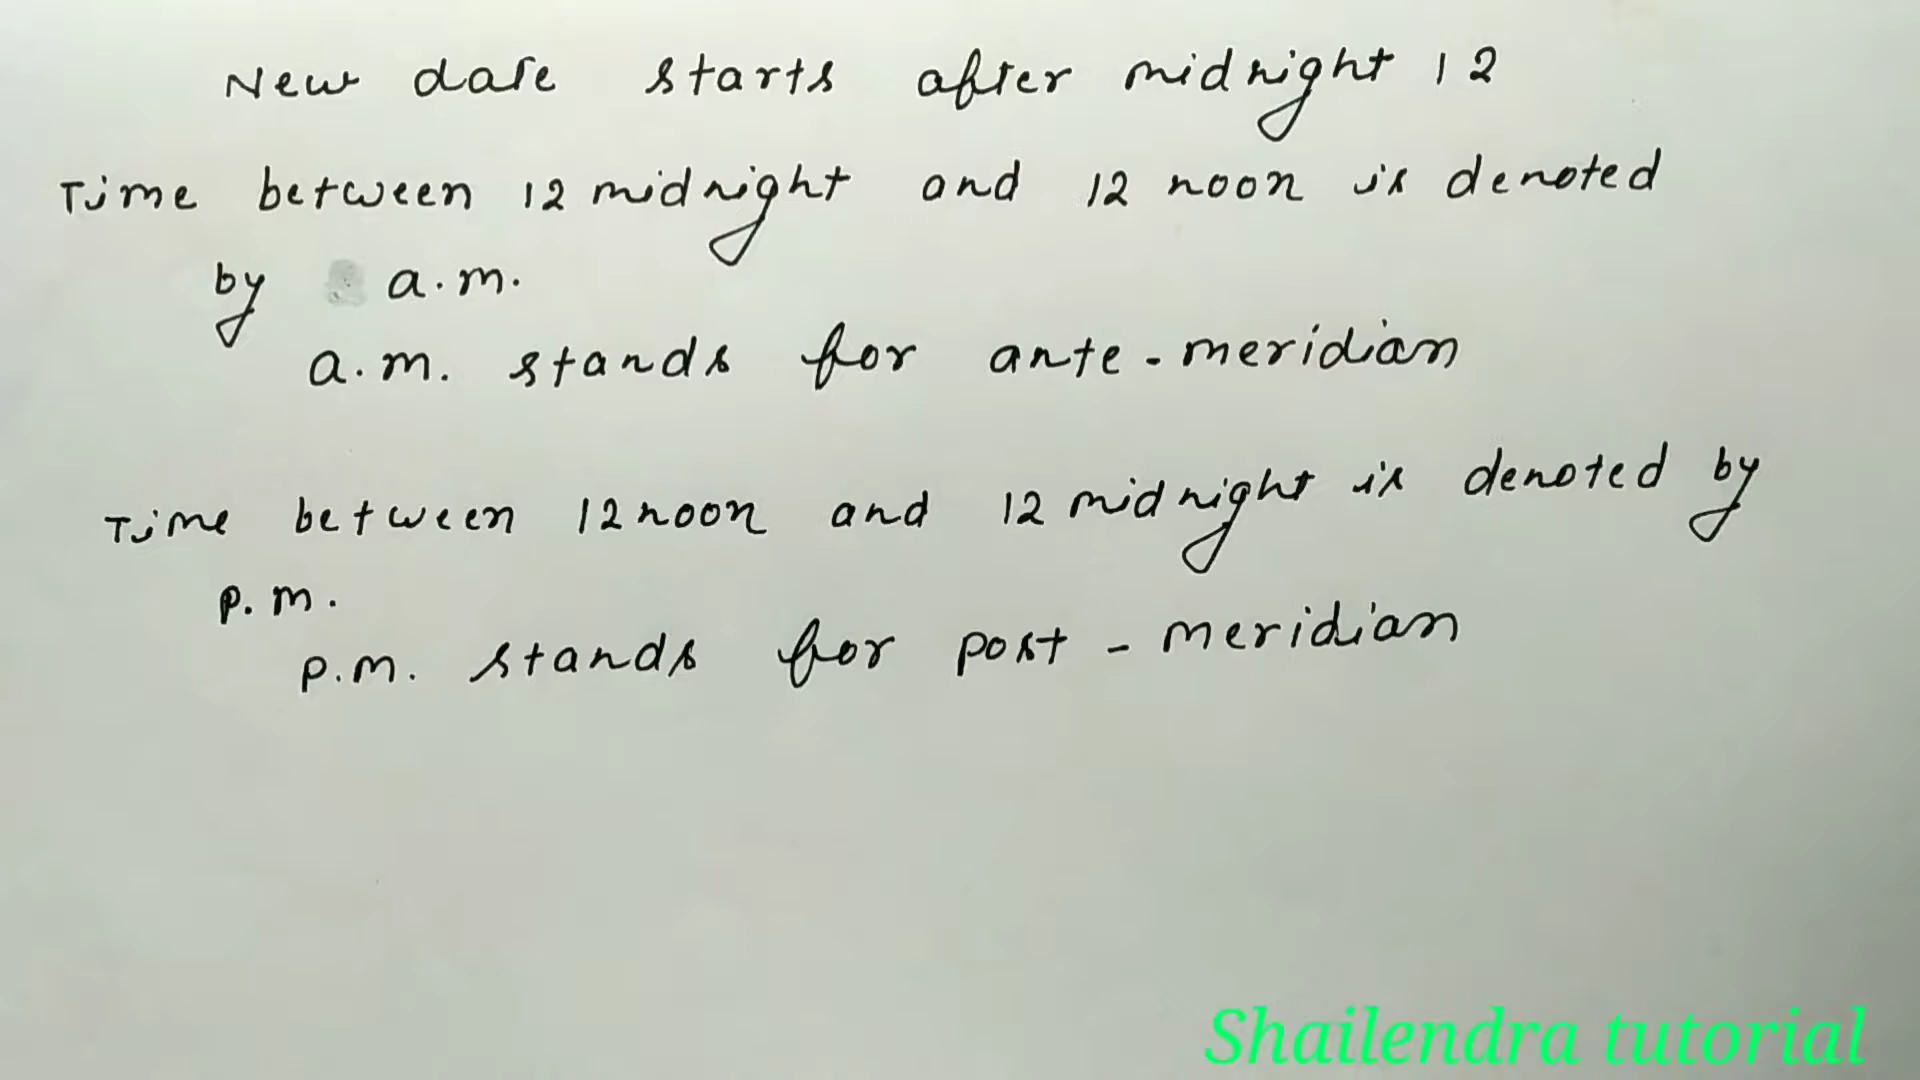 New date starts after midnight 12
Time between 12 midnight and 12 noon is denoted
by a.m.
a.m. stands for ante-meridian
Time between 12 noon and 12 midnight is denoted by
p.m.
p.m. stands for post-meridian
Shailendra tutorial